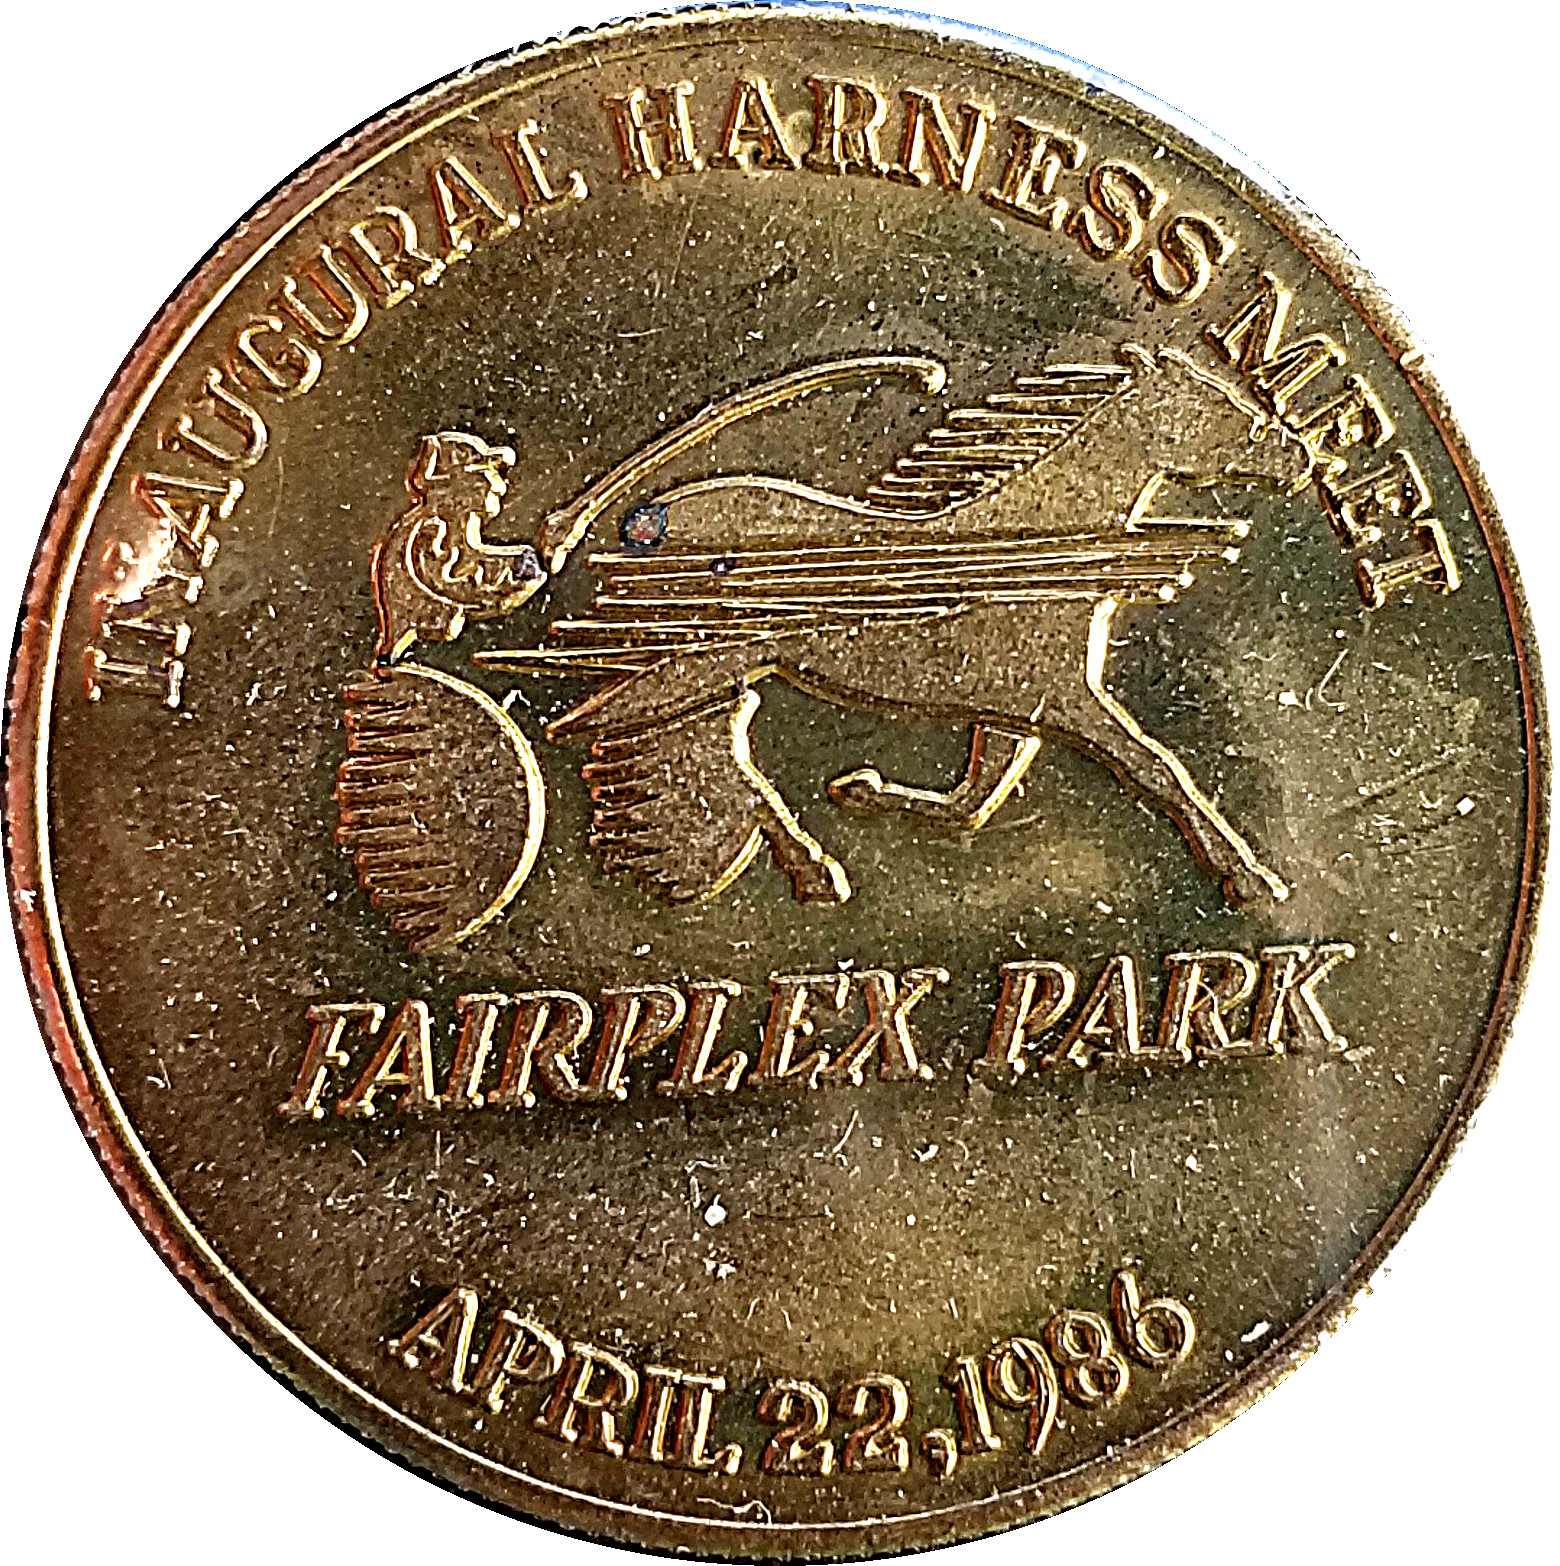 INAUGURAL HARNESS MEET
FAIRPLEX PARK
APRIL 22, 1986